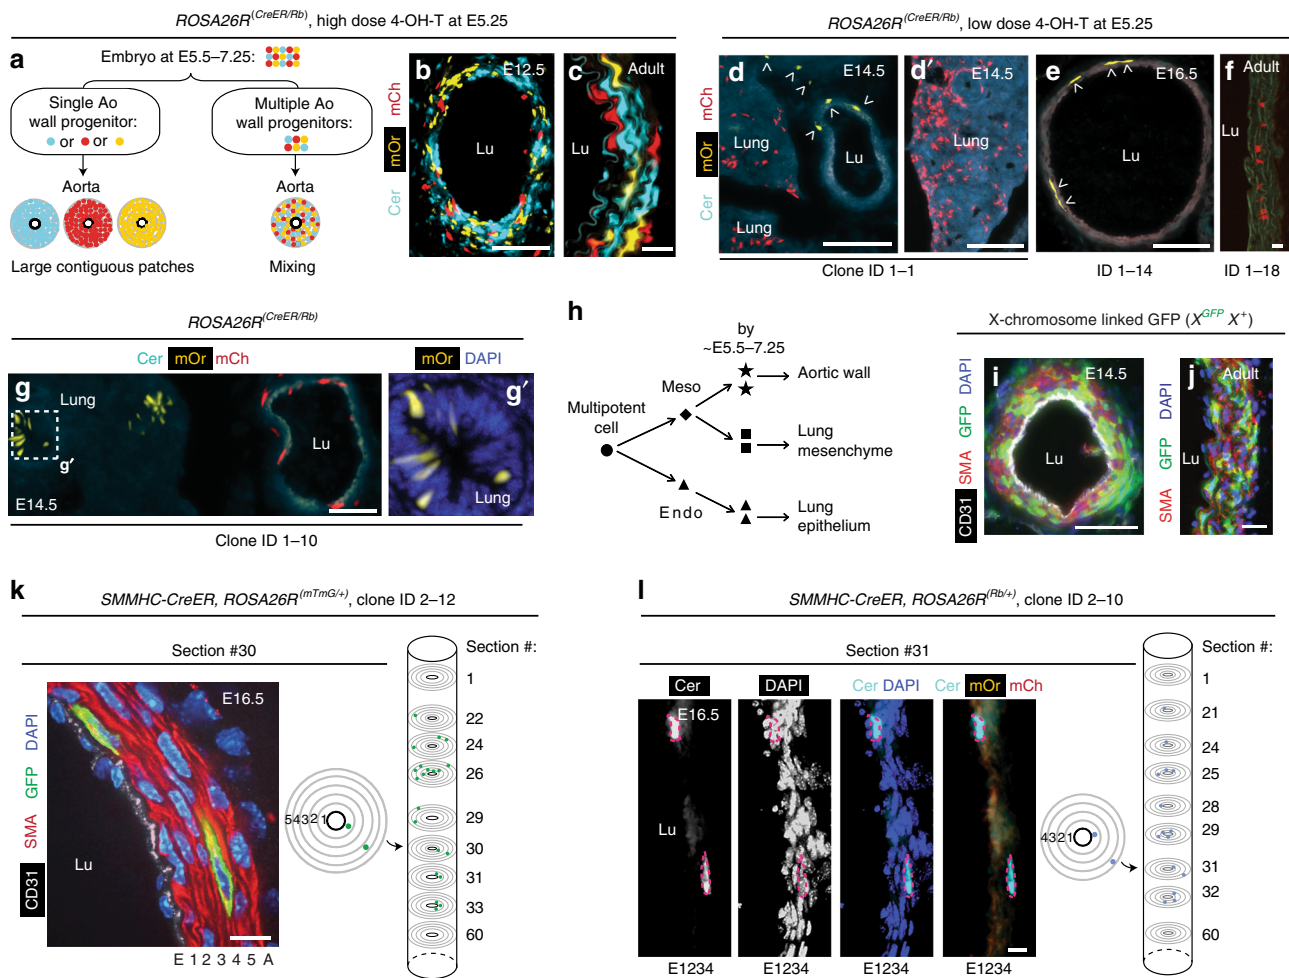 ROSA26R(CreER/Rb), high dose 4-OH-T at E5.25
a
Embryo at E5.5–7.25:
Single Ao
wall progenitor:
or
or
Multiple Ao
wall progenitors:
Aorta
Aorta
Large contiguous patches
Mixing
Cer mOr mCh
b
E12.5
Lu
c
Adult
Lu
ROSA26R(CreER/Rb), low dose 4-OH-T at E5.25
Cer mOr mCh
d
E14.5
Lung
Lu
Lung
d′
E14.5
Lung
e
E16.5
Lu
f
Adult
Lu
Clone ID 1–1
ID 1–14
ID 1–18
ROSA26R(CreER/Rb)
Cer mOr mCh
mOr DAPI
g
Lung
g′
Lu
E14.5
g′
Lung
Clone ID 1–10
h
by
~E5.5–7.25
Meso
Aortic wall
Multipotent
cell
Lung
mesenchyme
Endo
Lung
epithelium
X-chromosome linked GFP (XGFP X+)
CD31 SMA GFP DAPI
i
E14.5
Lu
SMA GFP DAPI
j
Adult
Lu
k
SMMHC-CreER, ROSA26R(mTmG/+), clone ID 2–12
Section #30
Section #:
CD31 SMA GFP DAPI
E16.5
Lu
E 1 2 3 4 5 A
54321
1
22
24
26
29
30
31
33
60
l
SMMHC-CreER, ROSA26R(Rb/+), clone ID 2–10
Section #31
Section #:
Cer
DAPI
Cer DAPI
Cer mOr mCh
E16.5
Lu
E1234
E1234
E1234
E1234
4321
1
21
24
25
28
29
31
32
60